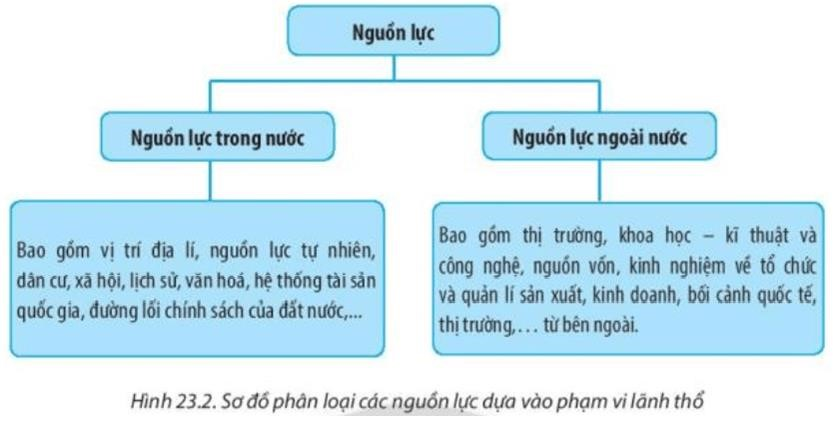 Nguồn lực
Nguồn lực trong nước
Nguồn lực ngoài nước
Bao gồm vị trí địa lí, nguồn lực tự nhiên,
dân cư, xã hội, lịch sử, văn hoá, hệ thống tài sản
quốc gia, đường lối chính sách của đất nước,...
Bao gồm thị trường, khoa học – kĩ thuật và
công nghệ, nguồn vốn, kinh nghiệm về tổ chức
và quản lí sản xuất, kinh doanh, bối cảnh quốc tế,
thị trường,... từ bên ngoài.
Hình 23.2. Sơ đồ phân loại các nguồn lực dựa vào phạm vi lãnh thổ